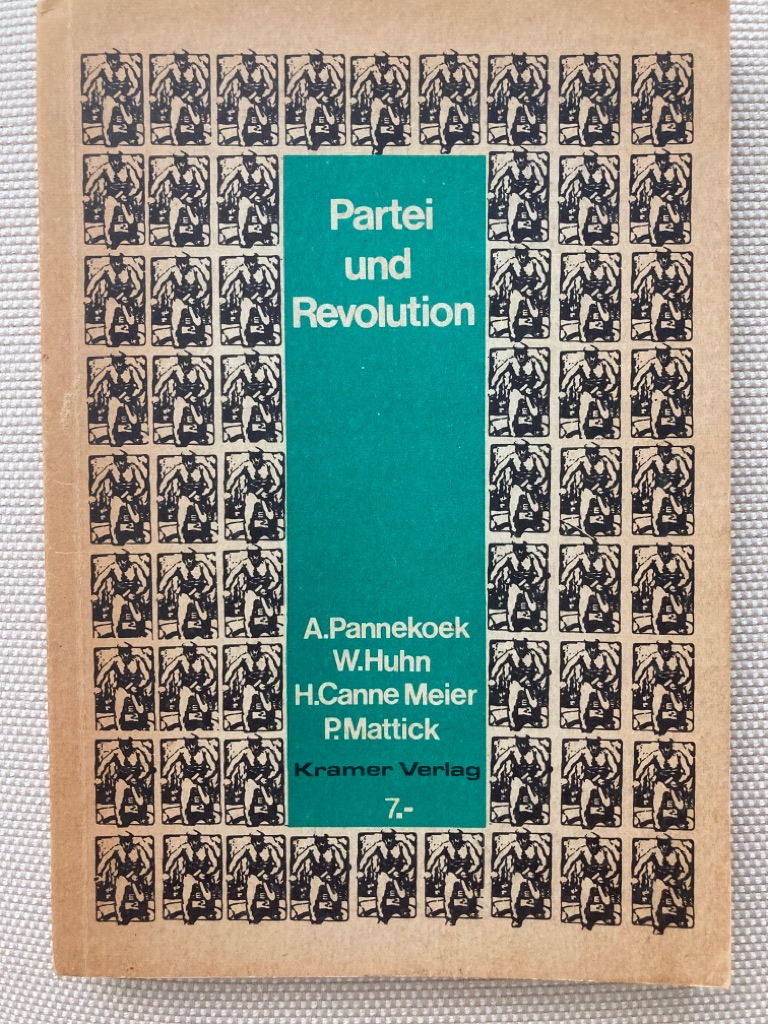 Partei
und
Revolution
A.Pannekoek
W.Huhn
H.Canne Meier
P.Mattick
Kramer Verlag
7.-